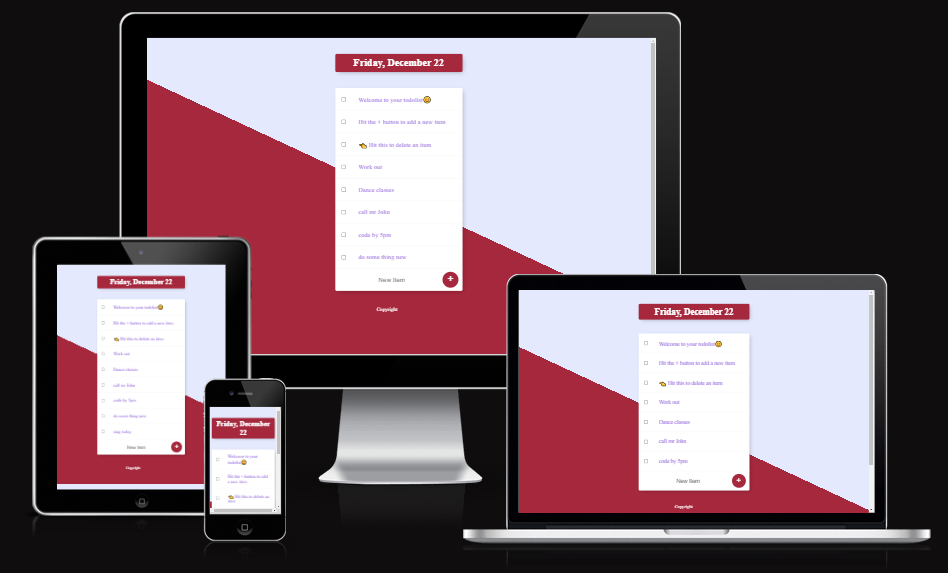 Friday, December 22
Welcome to your todolist😊
Hit the + button to add a new item
👈 Hit this to delete an item
Work out
Dance classes
call mr John
code by 5pm
do some thing new
New Item +
Copyright
Friday, December 22
Welcome to your todolist😊
Hit the + button to add a new item
👈 Hit this to delete an item
Work out
Dance classes
call mr John
code by 5pm
do some thing new
New Item +
Copyright
Friday, December
22
Welcome to your
todolist😊
Hit the + button to add
a new item
👈 Hit this to delete an
item
Friday, December 22
Welcome to your todolist😊
Hit the + button to add a new item
👈 Hit this to delete an item
Work out
Dance classes
call mr John
code by 5pm
New Item +
Copyright